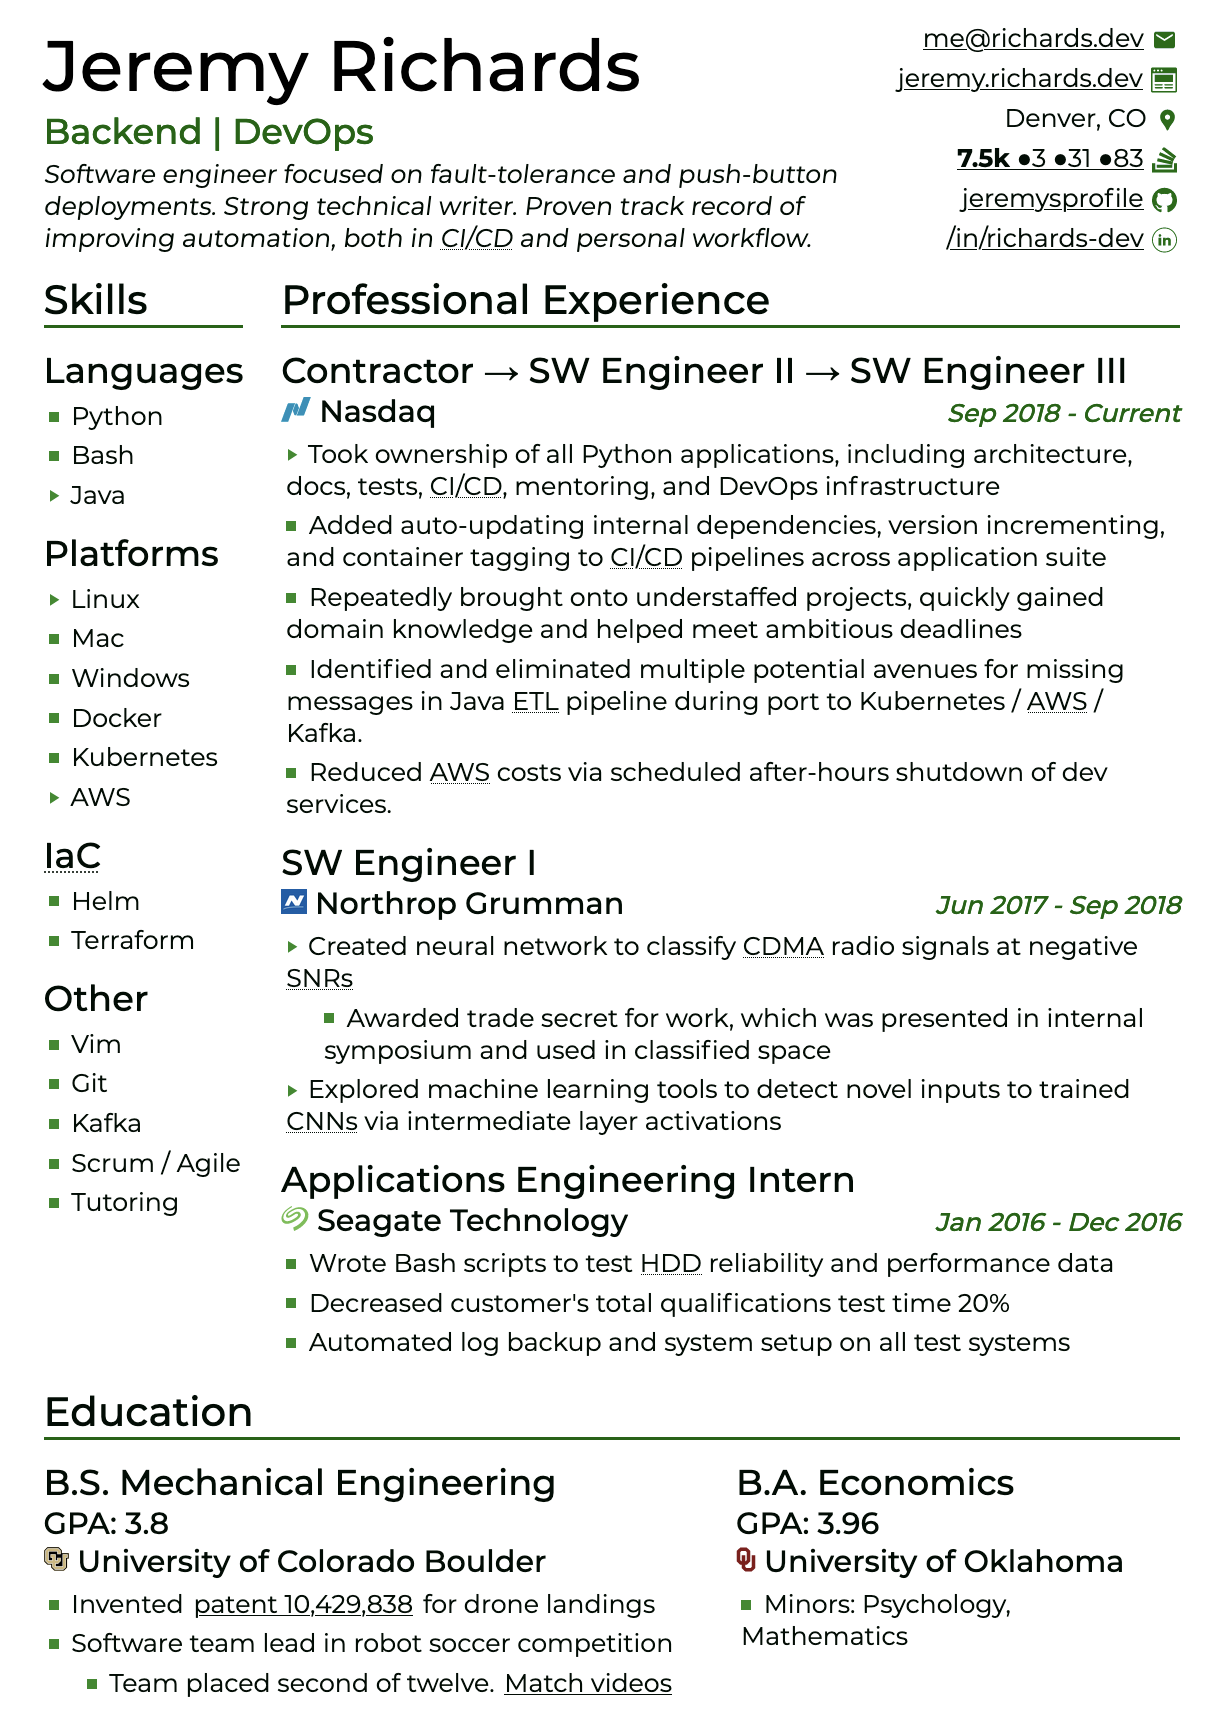 Jeremy Richards
Backend | DevOps
Software engineer focused on fault-tolerance and push-button
deployments. Strong technical writer. Proven track record of
improving automation, both in CI/CD and personal workflow.
me@richards.dev
jeremy.richards.dev
Denver, CO
7.5k ●3 ●31 ●83
jeremysprofile
/in/richards-dev
Skills
Languages
Python
Bash
Java
Platforms
Linux
Mac
Windows
Docker
Kubernetes
AWS
IaC
Helm
Terraform
Other
Vim
Git
Kafka
Scrum / Agile
Tutoring
Professional Experience
Contractor → SW Engineer II → SW Engineer III
Nasdaq
Sep 2018 - Current
Took ownership of all Python applications, including architecture,
docs, tests, CI/CD, mentoring, and DevOps infrastructure
Added auto-updating internal dependencies, version incrementing,
and container tagging to CI/CD pipelines across application suite
Repeatedly brought onto understaffed projects, quickly gained
domain knowledge and helped meet ambitious deadlines
Identified and eliminated multiple potential avenues for missing
messages in Java ETL pipeline during port to Kubernetes / AWS /
Kafka.
Reduced AWS costs via scheduled after-hours shutdown of dev
services.
SW Engineer I
Northrop Grumman
Jun 2017 - Sep 2018
Created neural network to classify CDMA radio signals at negative
SNRs
Awarded trade secret for work, which was presented in internal
symposium and used in classified space
Explored machine learning tools to detect novel inputs to trained
CNNs via intermediate layer activations
Applications Engineering Intern
Seagate Technology
Jan 2016 - Dec 2016
Wrote Bash scripts to test HDD reliability and performance data
Decreased customer's total qualifications test time 20%
Automated log backup and system setup on all test systems
Education
B.S. Mechanical Engineering
GPA: 3.8
University of Colorado Boulder
Invented patent 10,429,838 for drone landings
Software team lead in robot soccer competition
Team placed second of twelve. Match videos
B.A. Economics
GPA: 3.96
University of Oklahoma
Minors: Psychology,
Mathematics